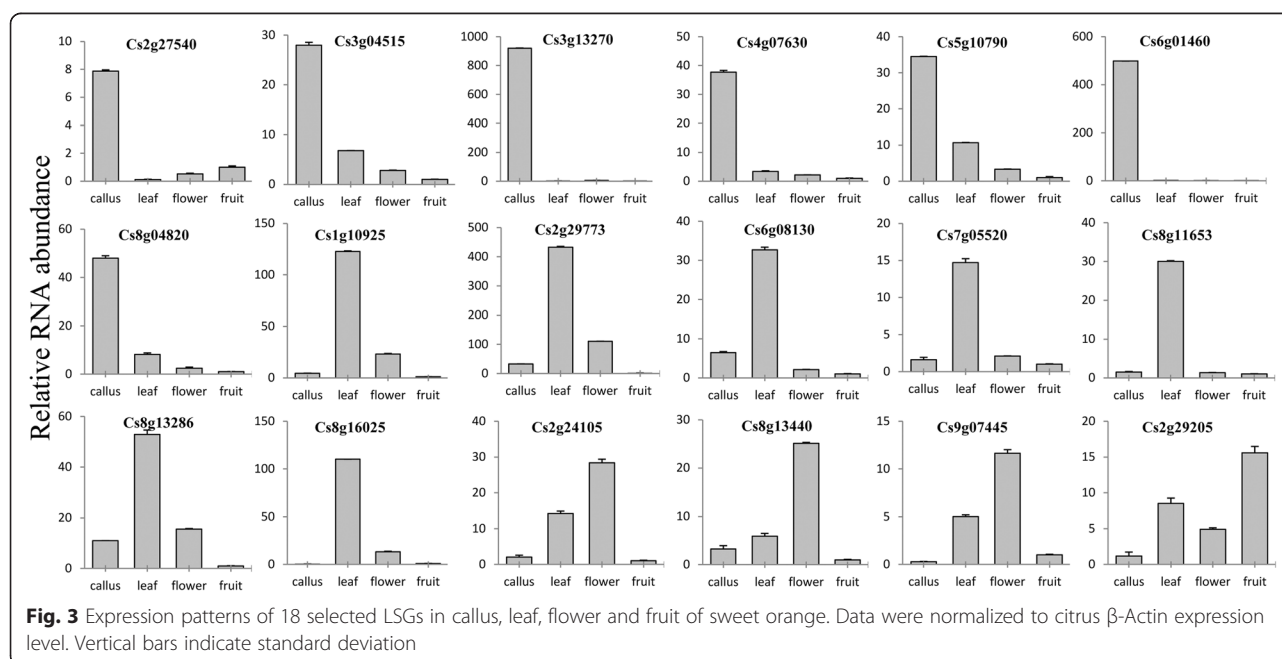 Cs2g27540 Cs3g04515 Cs3g13270 Cs4g07630 Cs5g10790 Cs6g01460
10 30 1000 50 40 600
8 800 40 30
6 20 600 30 400
4 400 20 20
2 10 200 10 10 200
0 0 0 0 0 0
callus leaf flower fruit callus leaf flower fruit callus leaf flower fruit callus leaf flower fruit callus leaf flower fruit callus leaf flower fruit
Relative RNA abundance
Cs8g04820 Cs1g10925 Cs2g29773 Cs6g08130 Cs7g05520 Cs8g11653
60 150 500 40 20 40
125 400
40 100 300 30 15 30
75 20 10 20
20 50 200
25 100 10 5 10
0 0 0 0 0 0
callus leaf flower fruit callus leaf flower fruit callus leaf flower fruit callus leaf flower fruit callus leaf flower fruit callus leaf flower fruit
Cs8g13286 Cs8g16025 Cs2g24105 Cs8g13440 Cs9g07445 Cs2g29205
60 150 40 30 15 20
40 100 30 20 10 15
20 10
20 50 10 10 5 5
0 0 0 0 0 0
callus leaf flower fruit callus leaf flower fruit callus leaf flower fruit callus leaf flower fruit callus leaf flower fruit callus leaf flower fruit
Fig. 3 Expression patterns of 18 selected LSGs in callus, leaf, flower and fruit of sweet orange. Data were normalized to citrus β-Actin expression
level. Vertical bars indicate standard deviation